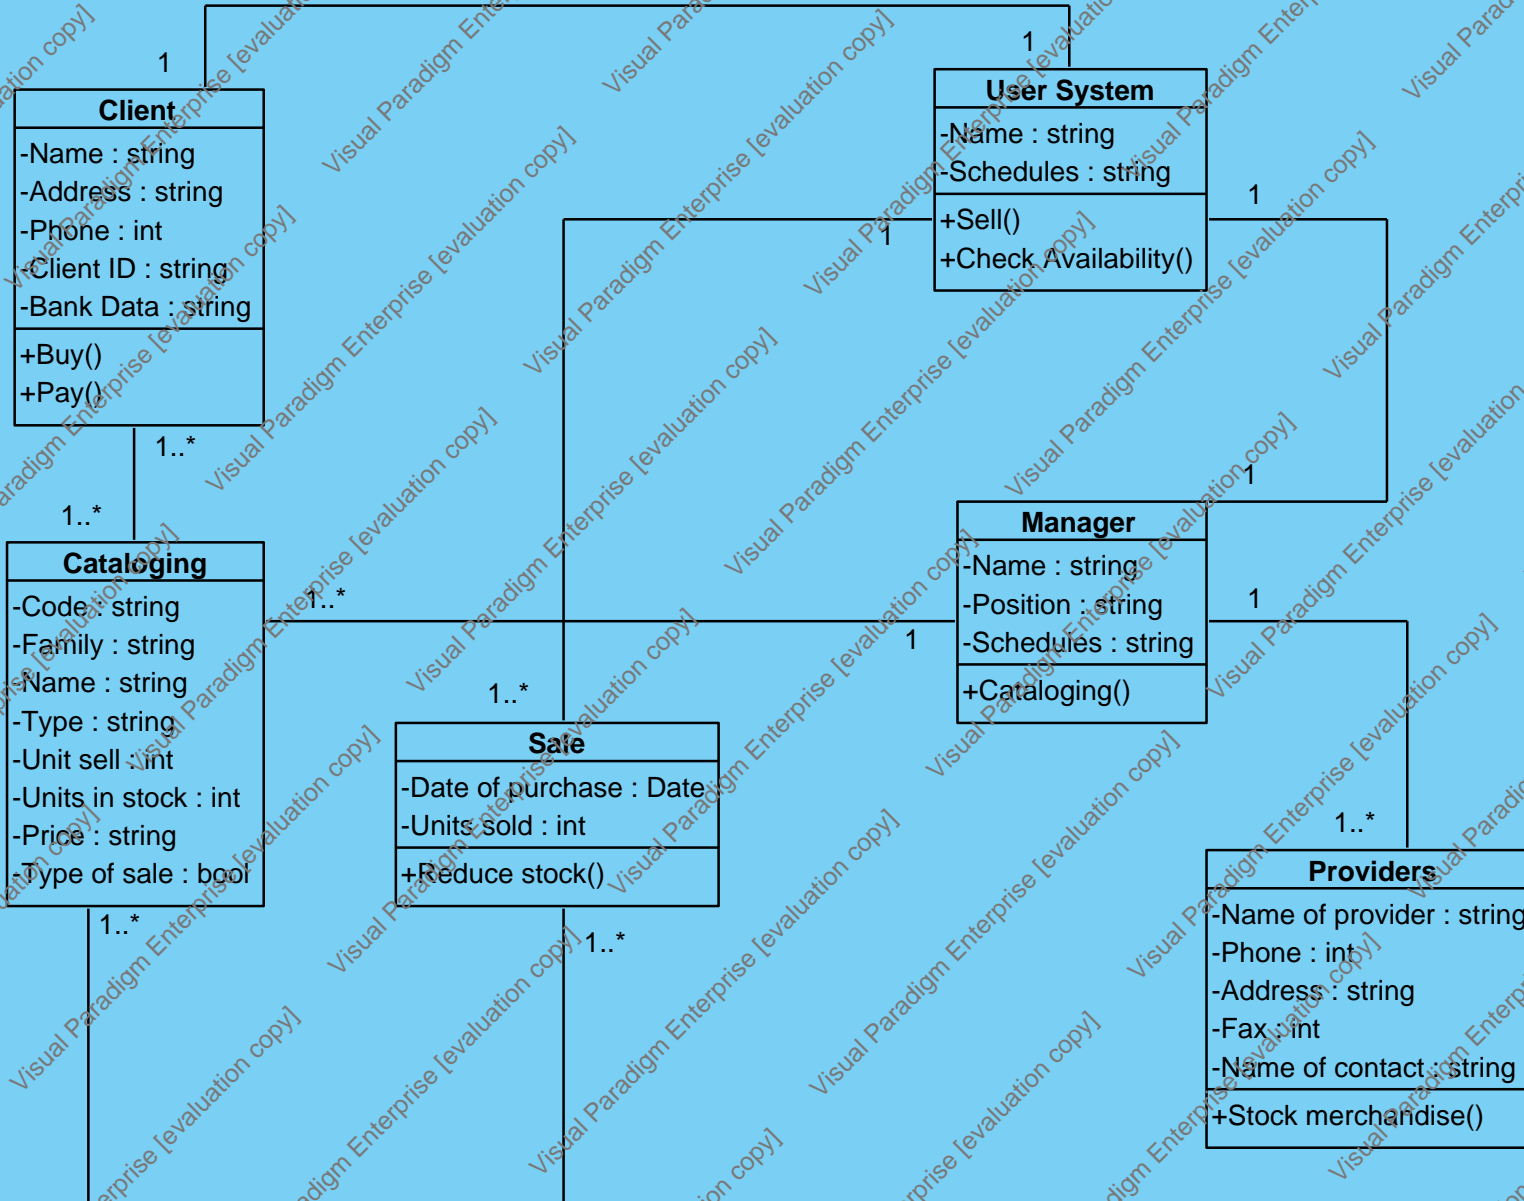 1
1
Client
-Name : string
-Address : string
-Phone : int
-Client ID : string
-Bank Data : string
+Buy()
+Pay()
1..*
User System
-Name : string
-Schedules : string
+Sell()
+Check Availability()
1
1
1..*
Cataloging
-Code : string
-Family : string
-Name : string
-Type : string
-Unit sell : int
-Units in stock : int
-Price : string
-Type of sale : bool
1..*
1..*
1
Manager
-Name : string
-Position : string
-Schedules : string
+Cataloging()
1
1
1..*
Sale
-Date of purchase : Date
-Units sold : int
+Reduce stock()
1..*
1..*
Providers
-Name of provider : string
-Phone : int
-Address : string
-Fax : int
-Name of contact : string
+Stock merchandise()
Visual Paradigm Enterprise [evaluation copy]